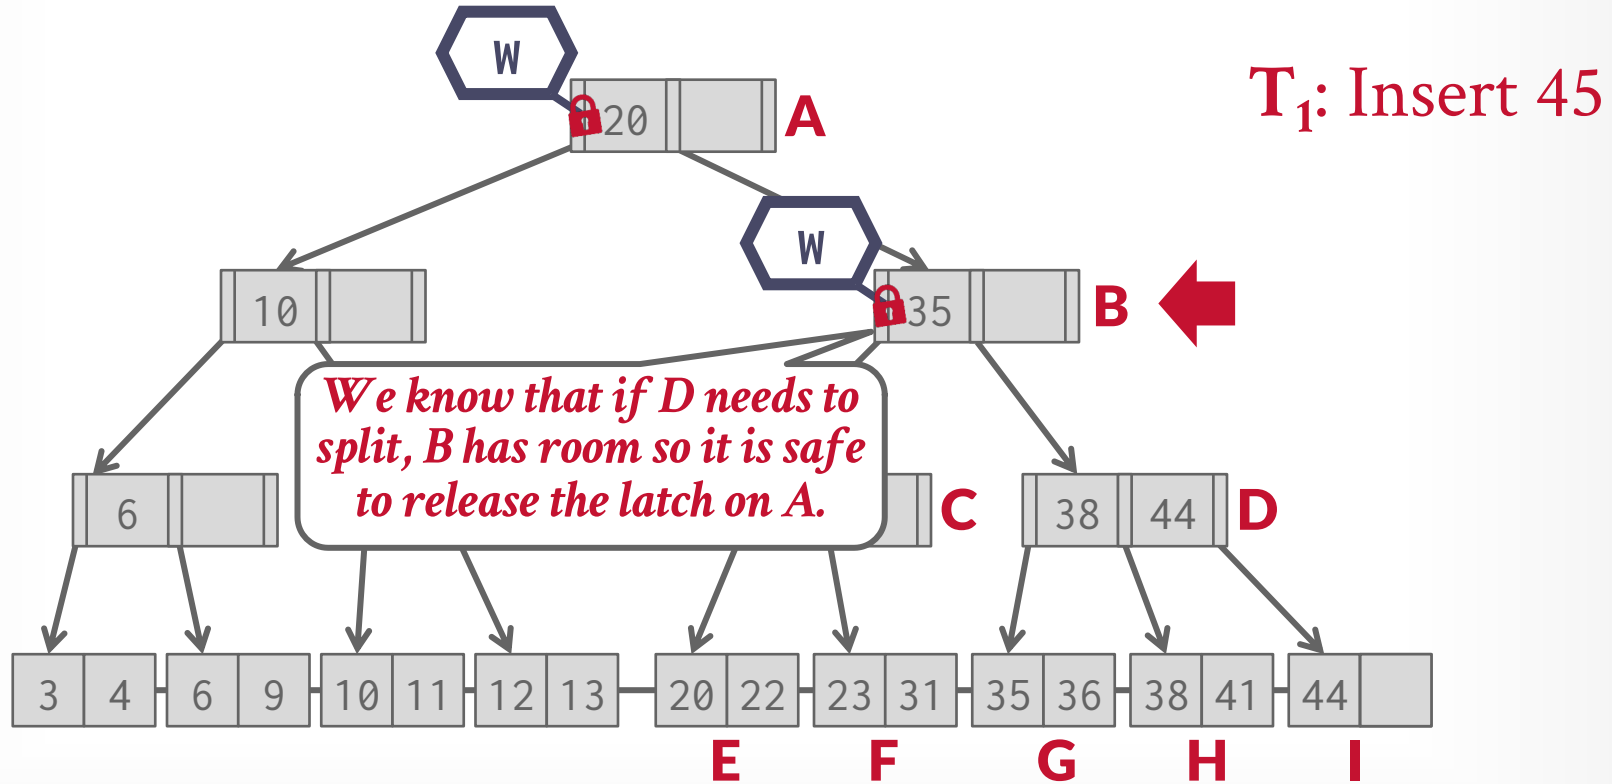 W
20 A
T1: Insert 45
W
10
35 B
We know that if D needs to
split, B has room so it is safe
to release the latch on A.
6
C
38 44 D
3 4 6 9 10 11 12 13 20 22 23 31 35 36 38 41 44
E F G H I